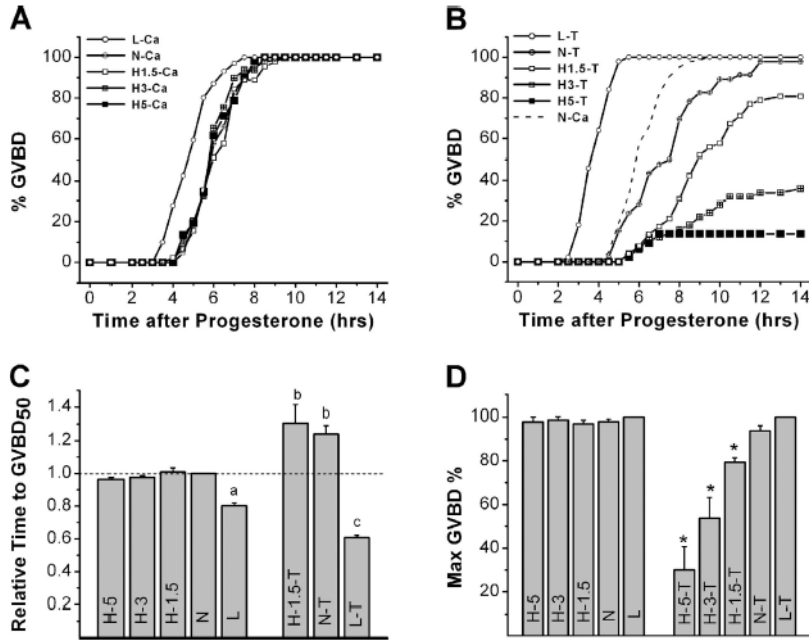 A
L-Ca
N-Ca
H1.5-Ca
H3-Ca
H5-Ca
% GVBD
100
80
60
40
20
0
0 2 4 6 8 10 12 14
Time after Progesterone (hrs)
B
L-T
N-T
H1.5-T
H3-T
H5-T
N-Ca
% GVBD
100
80
60
40
20
0
0 2 4 6 8 10 12 14
Time after Progesterone (hrs)
C
Relative Time to GVBD50
1.4
1.2
1.0
0.8
0.6
0.4
0.2
H-5
H-3
H-1.5
N
L
a
H-1.5-T
b
N-T
b
L-T
c
D
Max GVBD %
100
80
60
40
20
H-5
H-3
H-1.5
N
L
H-5-T
*
H-3-T
*
H-1.5-T
*
N-T
L-T